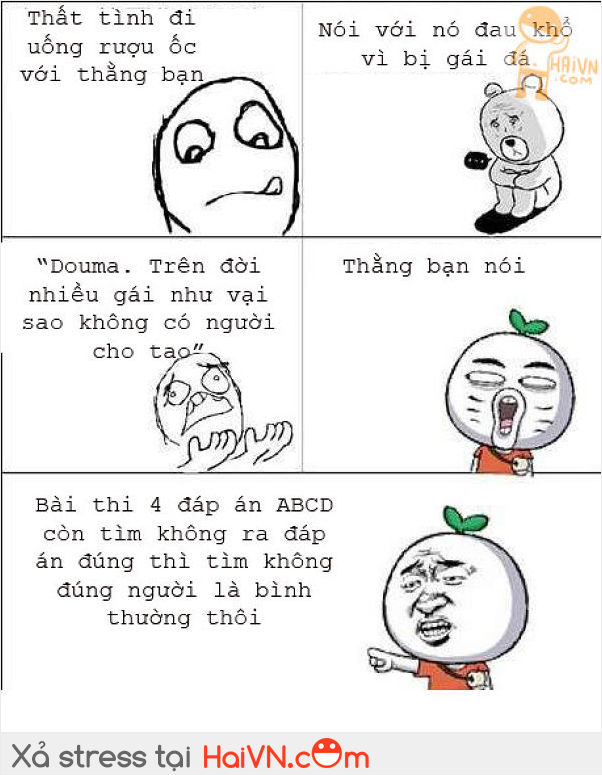 Thất tình đi
uống rượu ốc
với thằng bạn
Nói với nó đau khổ
vì bị gái đá.
HAIVN
.COM
“Douma. Trên đời
nhiều gái như vại
sao không có người
cho tao”
Thằng bạn nói
Bài thi 4 đáp án ABCD
còn tìm không ra đáp
án đúng thì tìm không
đúng người là bình
thường thôi
Xả stress tại HaiVN.com